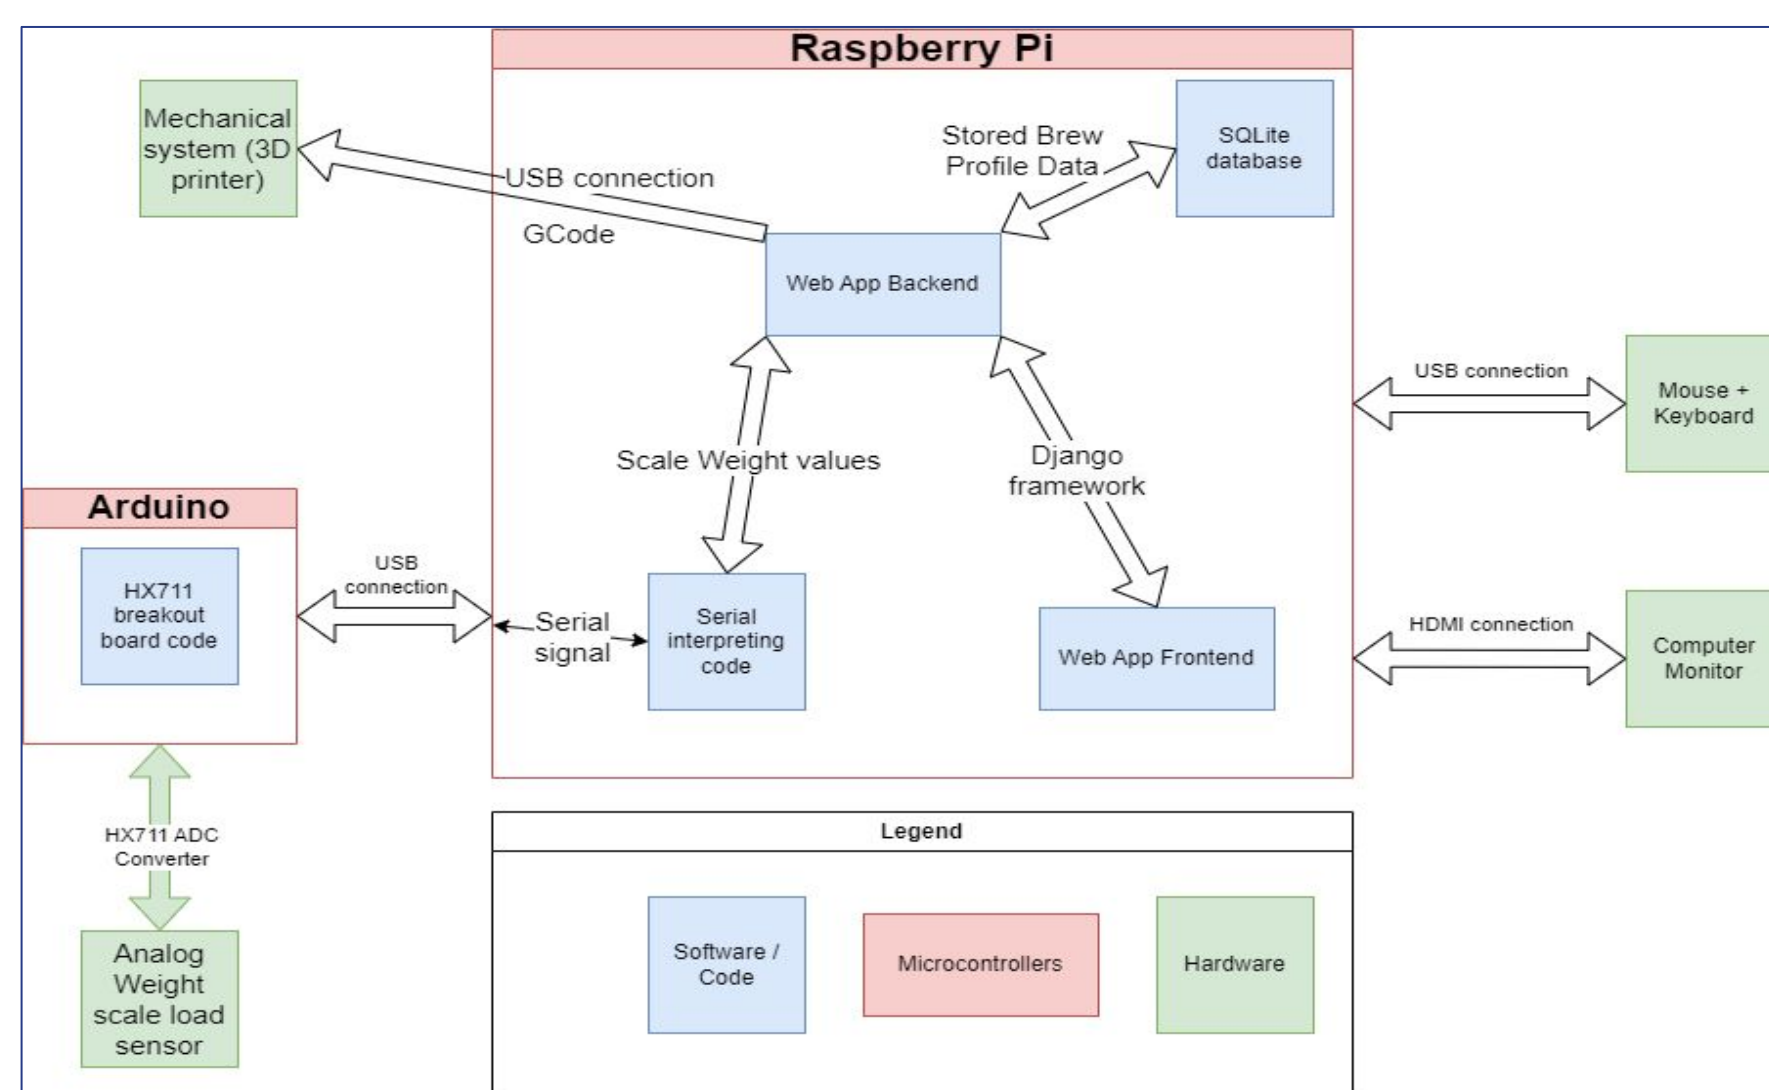 Raspberry Pi
Mechanical
system (3D
printer)
USB connection
GCode
Stored Brew
Profile Data
SQLite
database
Web App Backend
USB connection
Mouse +
Keyboard
Scale Weight values
Django
framework
Arduino
HX711
breakout
board code
USB
connection
Serial
signal
Serial
interpreting
code
Web App Frontend
HDMI connection
Computer
Monitor
HX711 ADC
Converter
Analog
Weight
scale load
sensor
Legend
Software /
Code
Microcontrollers
Hardware